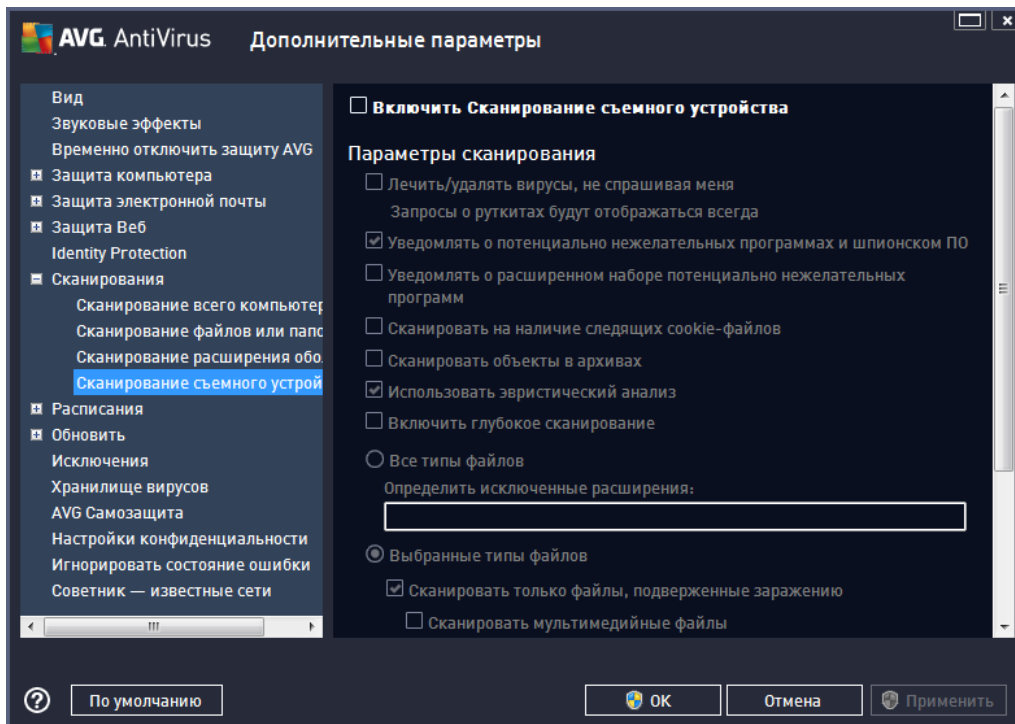 AVG. AntiVirus
Дополнительные параметры
Вид
Звуковые эффекты
Временно отключить защиту AVG
Защита компьютера
Защита электронной почты
Защита Веб
Identity Protection
Сканирования
Сканирование всего компьютер
Сканирование файлов или папо
Сканирование расширения обо
Сканирование съемного устрой
Расписания
Обновить
Исключения
Хранилище вирусов
AVG Самозащита
Настройки конфиденциальности
Игнорировать состояние ошибки
Советник — известные сети
Включить Сканирование съемного устройства
Параметры сканирования
Лечить/удалять вирусы, не спрашивая меня
Запросы о руткитах будут отображаться всегда
Уведомлять о потенциально нежелательных программах и шпионском ПО
Уведомлять о расширенном наборе потенциально нежелательных
программ
Сканировать на наличие следящих cookie-файлов
Сканировать объекты в архивах
Использовать эвристический анализ
Включить глубокое сканирование
Все типы файлов
Определить исключенные расширения:
Выбранные типы файлов
Сканировать только файлы, подверженные заражению
Сканировать мультимедийные файлы
По умолчанию
OK
Отмена
Применить